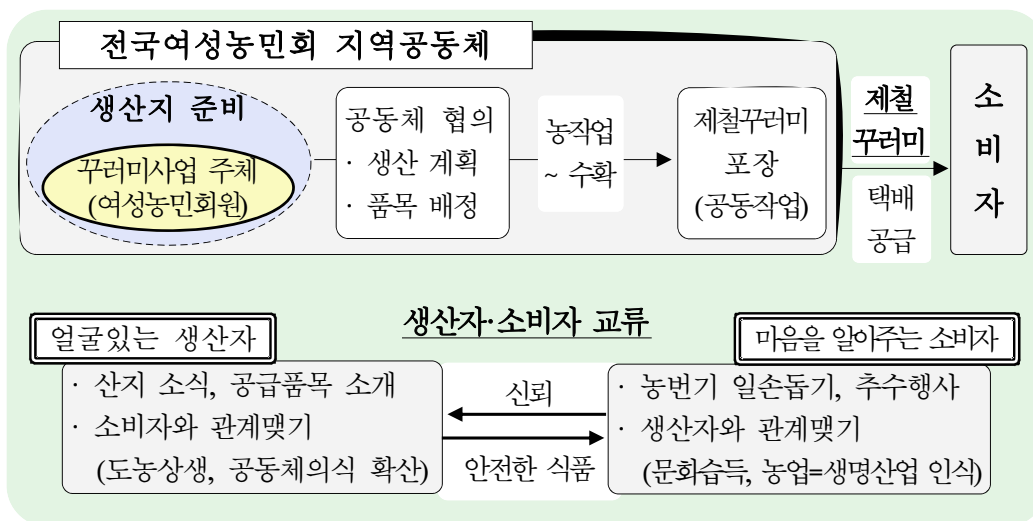 전국여성농민회 지역공동체
생산지 준비
꾸러미사업 주체
(여성농민회원)
공동체 협의
· 생산 계획
· 품목 배정
농작업
~ 수확
제철꾸러미
포장
(공동작업)
제철
꾸러미
택배
공급
소
비
자
생산자·소비자 교류
얼굴있는 생산자
· 산지 소식, 공급품목 소개
· 소비자와 관계맺기
(도농상생, 공동체의식 확산)
신뢰
안전한 식품
마음을 알아주는 소비자
· 농번기 일손돕기, 추수행사
· 생산자와 관계맺기
(문화습득, 농업=생명산업 인식)